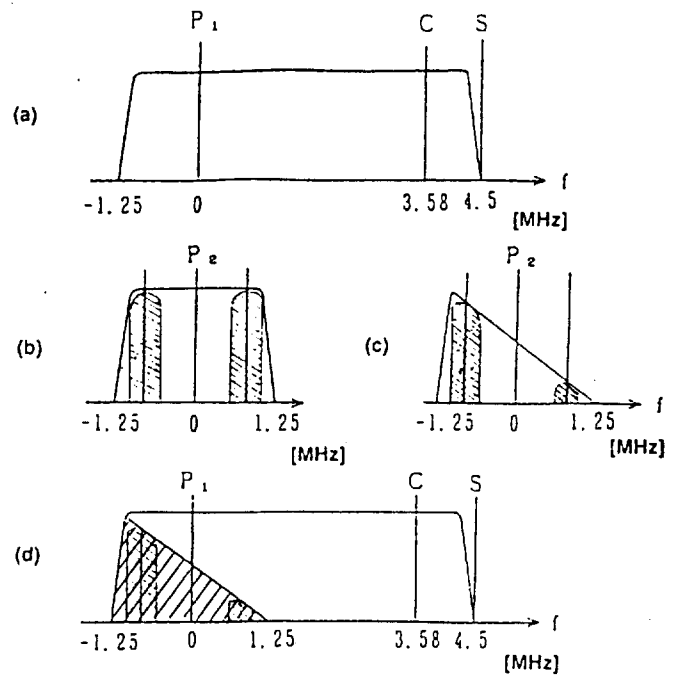 P₁ C S
(a)
-1.25 0 3.58 4.5 f
[MHz]
P₂ P₂
(b) (c)
-1.25 0 1.25 -1.25 0 1.25 f
[MHz] [MHz]
P₁ C S
(d)
-1.25 0 1.25 3.58 4.5 f
[MHz]